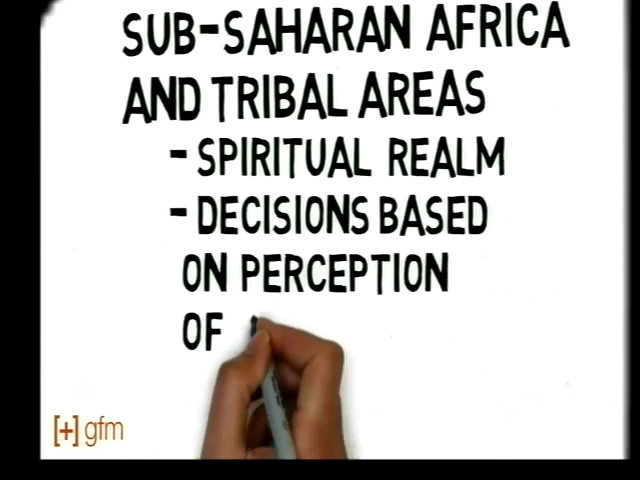 SUB-SAHARAN AFRICA
AND TRIBAL AREAS
- SPIRITUAL REALM
- DECISIONS BASED
ON PERCEPTION
OF
[+] gfm